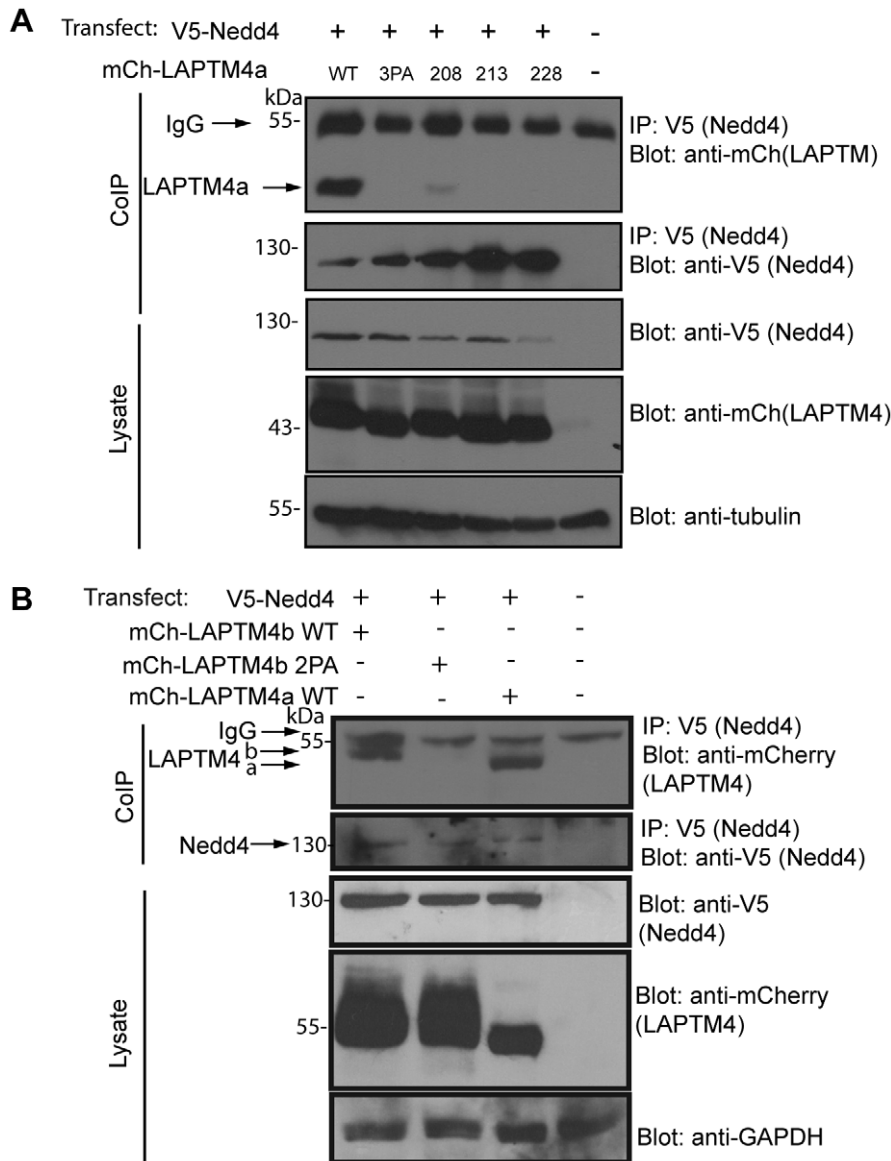 A
Transfect: V5-Nedd4 + + + + + -
mCh-LAPTM4a WT 3PA 208 213 228 -
kDa
IgG 55- IP: V5 (Nedd4)
Blot: anti-mCh(LAPTM)
LAPTM4a
CoIP
130- IP: V5 (Nedd4)
Blot: anti-V5 (Nedd4)
130- Blot: anti-V5 (Nedd4)
Lysate
43- Blot: anti-mCh(LAPTM4)
55- Blot: anti-tubulin
B
Transfect: V5-Nedd4 + + + -
mCh-LAPTM4b WT + - - -
mCh-LAPTM4b 2PA - + - -
mCh-LAPTM4a WT - - + -
kDa
IgG 55- IP: V5 (Nedd4)
LAPTM4 b a Blot: anti-mCherry
(LAPTM4)
CoIP
Nedd4 130- IP: V5 (Nedd4)
Blot: anti-V5 (Nedd4)
130- Blot: anti-V5
(Nedd4)
Lysate
55- Blot: anti-mCherry
(LAPTM4)
Blot: anti-GAPDH